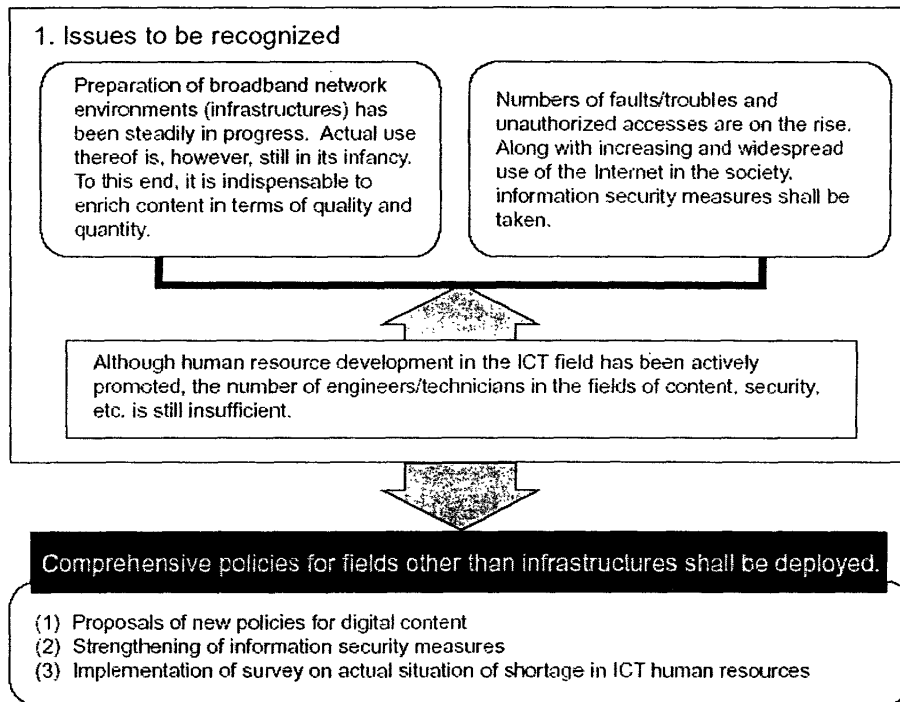 1. Issues to be recognized
Preparation of broadband network
environments (infrastructures) has
been steadily in progress. Actual use
thereof is, however, still in its infancy.
To this end, it is indispensable to
enrich content in terms of quality and
quantity.
Numbers of faults/troubles and
unauthorized accesses are on the rise.
Along with increasing and widespread
use of the Internet in the society,
information security measures shall be
taken.
Although human resource development in the ICT field has been actively
promoted, the number of engineers/technicians in the fields of content, security,
etc. is still insufficient.
Comprehensive policies for fields other than infrastructures shall be deployed.
(1) Proposals of new policies for digital content
(2) Strengthening of information security measures
(3) Implementation of survey on actual situation of shortage in ICT human resources